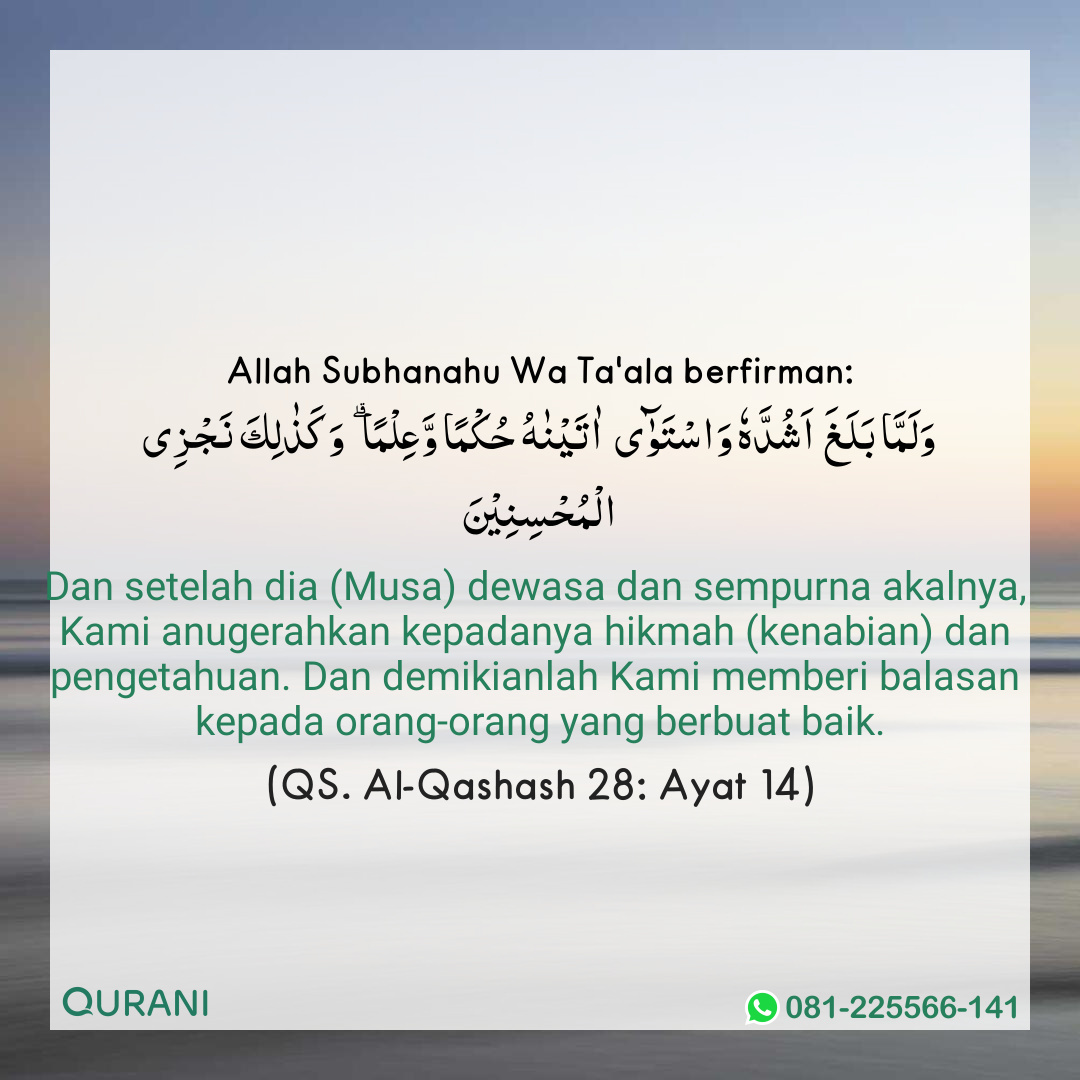 Allah Subhanahu Wa Ta'ala berfirman:
وَلَمَّا بَلَغَ اَشُدَّهٗ وَاسْتَوٰۤى اٰتَيْنٰهُ حُكْمًا وَّعِلْمًا ۗ وَكَذٰلِكَ نَجْزِى
الْمُحْسِنِيْنَ
Dan setelah dia (Musa) dewasa dan sempurna akalnya,
Kami anugerahkan kepadanya hikmah (kenabian) dan
pengetahuan. Dan demikianlah Kami memberi balasan
kepada orang-orang yang berbuat baik.
(QS. Al-Qashash 28: Ayat 14)
QURANI
081-225566-141